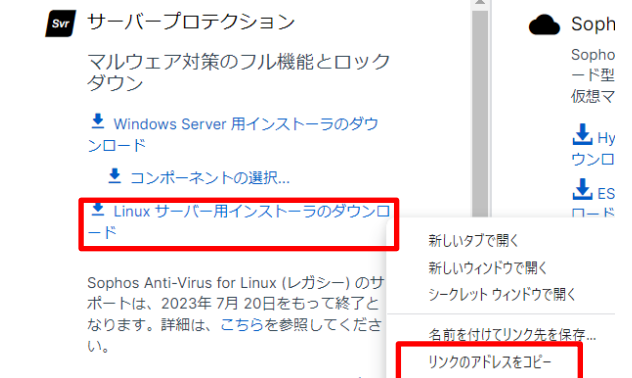 Svr サーバープロテクション
マルウェア対策のフル機能とロック
ダウン
Windows Server 用インストーラのダウ
ンロード
コンポーネントの選択...
Linux サーバー用インストーラのダウンロ
ード
Sophos Anti-Virus for Linux (レガシー) のサ
ポートは、2023年 7月 20日をもって終了と
なります。詳細は、こちらを参照してくださ
い。
Soph
Sopho
ード型
仮想マ
Hy
ウンロ
ES
ロード
新しいタブで開く
新しいウィンドウで開く
シークレット ウィンドウで開く
名前を付けてリンク先を保存...
リンクのアドレスをコピー